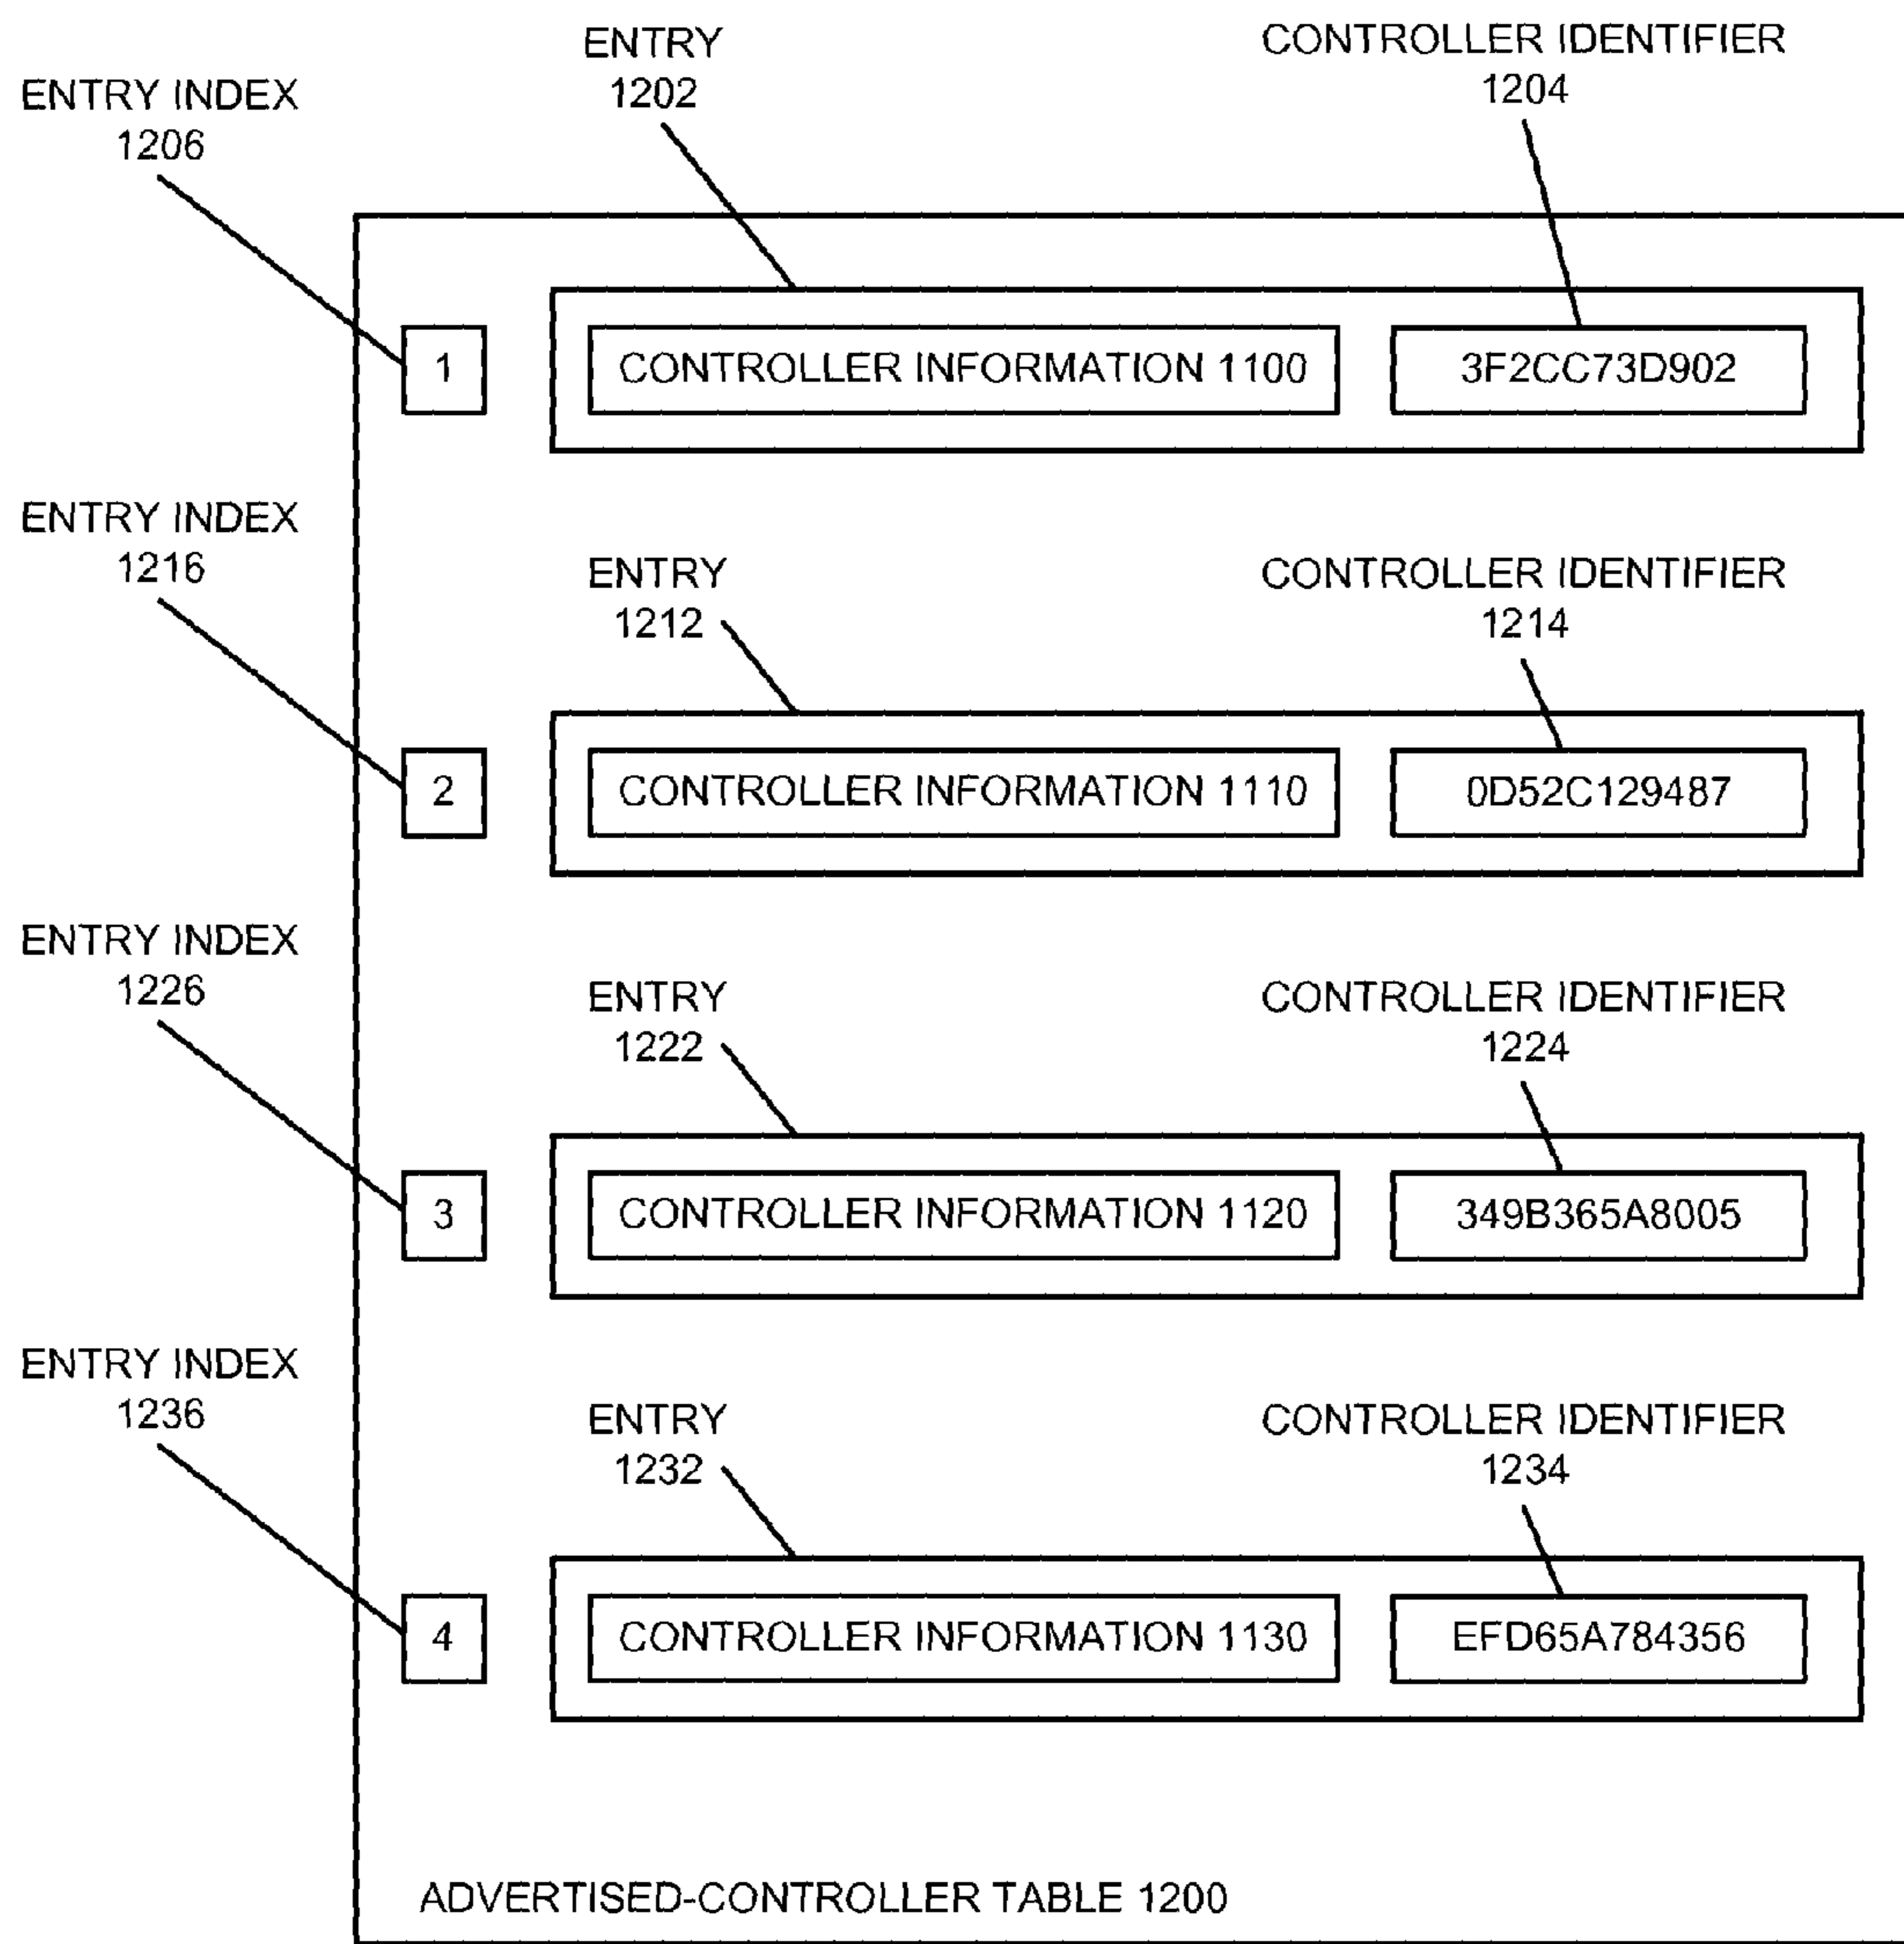 ENTRY
1202
CONTROLLER IDENTIFIER
1204
ENTRY INDEX
1206
1
CONTROLLER INFORMATION 1100
3F2CC73D902
ENTRY INDEX
1216
ENTRY
1212
CONTROLLER IDENTIFIER
1214
2
CONTROLLER INFORMATION 1110
0D52C129487
ENTRY INDEX
1226
ENTRY
1222
CONTROLLER IDENTIFIER
1224
3
CONTROLLER INFORMATION 1120
349B365A8005
ENTRY INDEX
1236
ENTRY
1232
CONTROLLER IDENTIFIER
1234
4
CONTROLLER INFORMATION 1130
EFD65A784356
ADVERTISED-CONTROLLER TABLE 1200